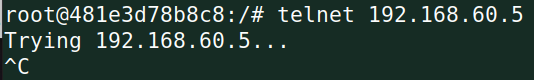 root@481e3d78b8c8:/# telnet 192.168.60.5
Trying 192.168.60.5...
^C